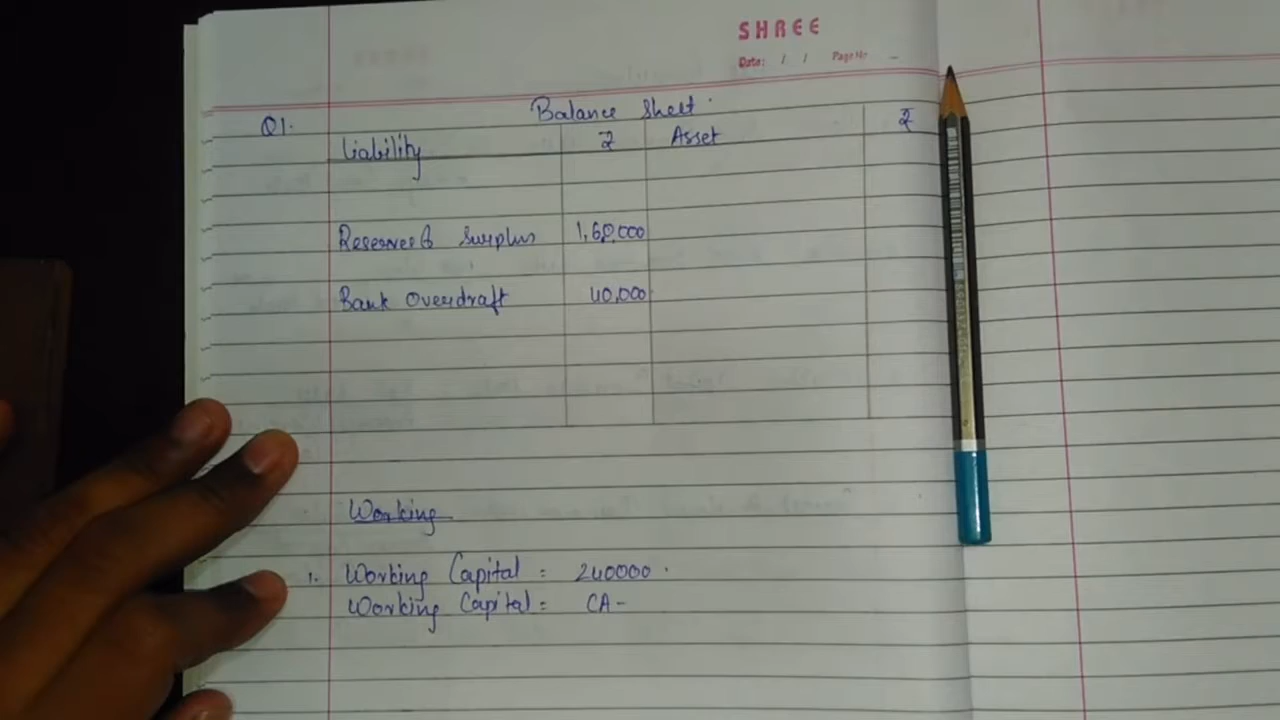 SHREE
Date: / / Page No
Q1. Balance Sheet.
Liability ₹ Asset ₹
Reserve & Surplus 1,68,000
Bank Overdraft 40,000
Working
1. Working Capital = 240000.
Working Capital = CA-